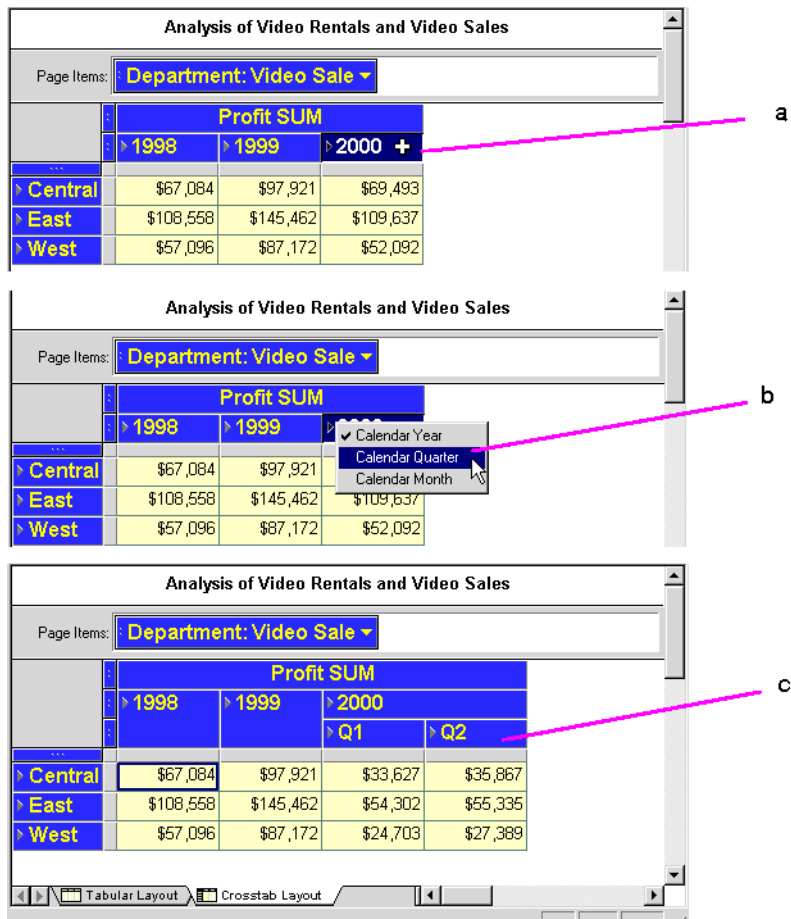 Analysis of Video Rentals and Video Sales
Page Items: Department: Video Sale
Profit SUM
1998 1999 2000
Central $67,084 $97,921 $69,493
East $108,558 $145,462 $109,637
West $57,096 $87,172 $52,092
a
Analysis of Video Rentals and Video Sales
Page Items: Department: Video Sale
Profit SUM
1998 1999
Calendar Year
Calendar Quarter
Calendar Month
Central $67,084 $97,921
East $108,558 $145,462 $109,637
West $57,096 $87,172 $52,092
b
Analysis of Video Rentals and Video Sales
Page Items: Department: Video Sale
Profit SUM
1998 1999 2000
Q1 Q2
Central $67,084 $97,921 $33,627 $35,867
East $108,558 $145,462 $54,302 $55,335
West $57,096 $87,172 $24,703 $27,389
c
Tabular Layout Crosstab Layout